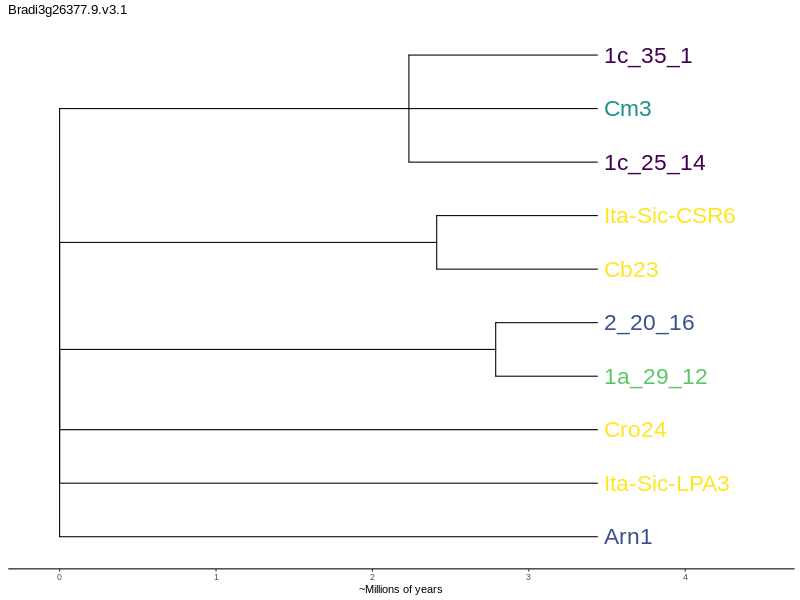 Bradi3g26377.9.v3.1
1c_35_1
Cm3
1c_25_14
Ita-Sic-CSR6
Cb23
2_20_16
1a_29_12
Cro24
Ita-Sic-LPA3
Arn1
0 1 2 3 4
~Millions of years